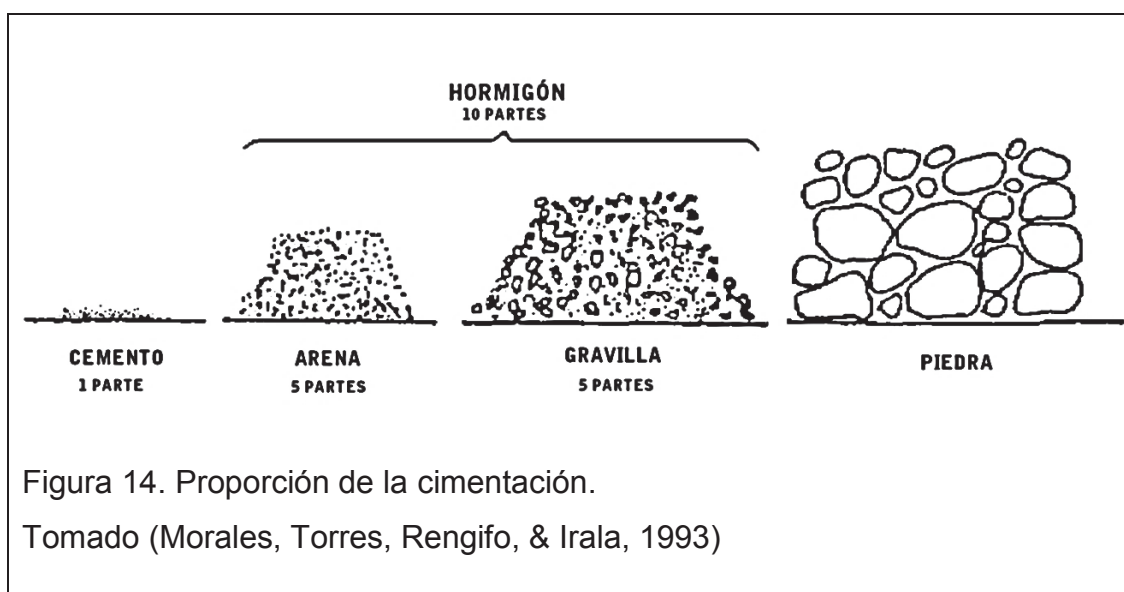 HORMIGÓN
10 PARTES
CEMENTO
1 PARTE
ARENA
5 PARTES
GRAVILLA
5 PARTES
PIEDRA
Figura 14. Proporción de la cimentación.
Tomado (Morales, Torres, Rengifo, & Irala, 1993)